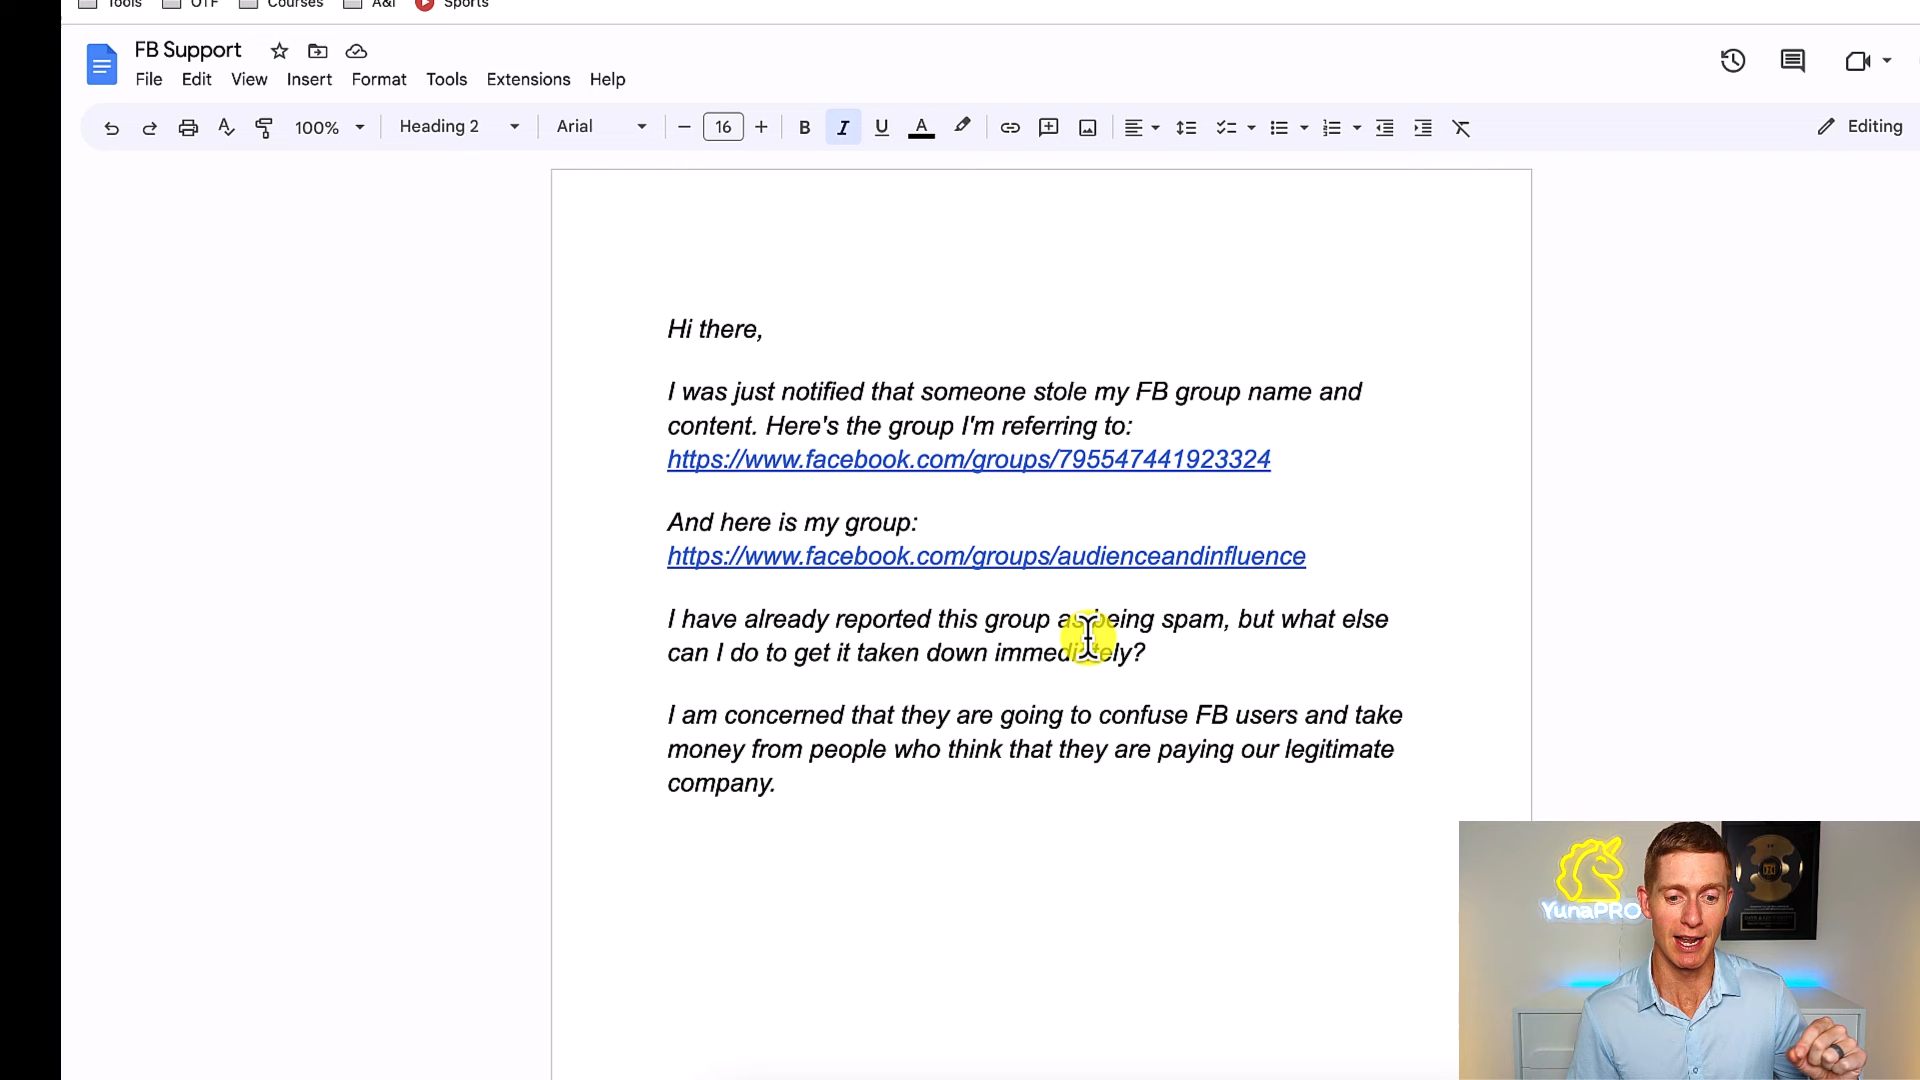 Tools OTF Courses A&I Sports
FB Support
File Edit View Insert Format Tools Extensions Help
100% Heading 2 Arial 16 B I U A Editing
Hi there,
I was just notified that someone stole my FB group name and
content. Here's the group I'm referring to:
https://www.facebook.com/groups/795547441923324
And here is my group:
https://www.facebook.com/groups/audienceandinfluence
I have already reported this group as being spam, but what else
can I do to get it taken down immediately?
I am concerned that they are going to confuse FB users and take
money from people who think that they are paying our legitimate
company.
YunaPRO